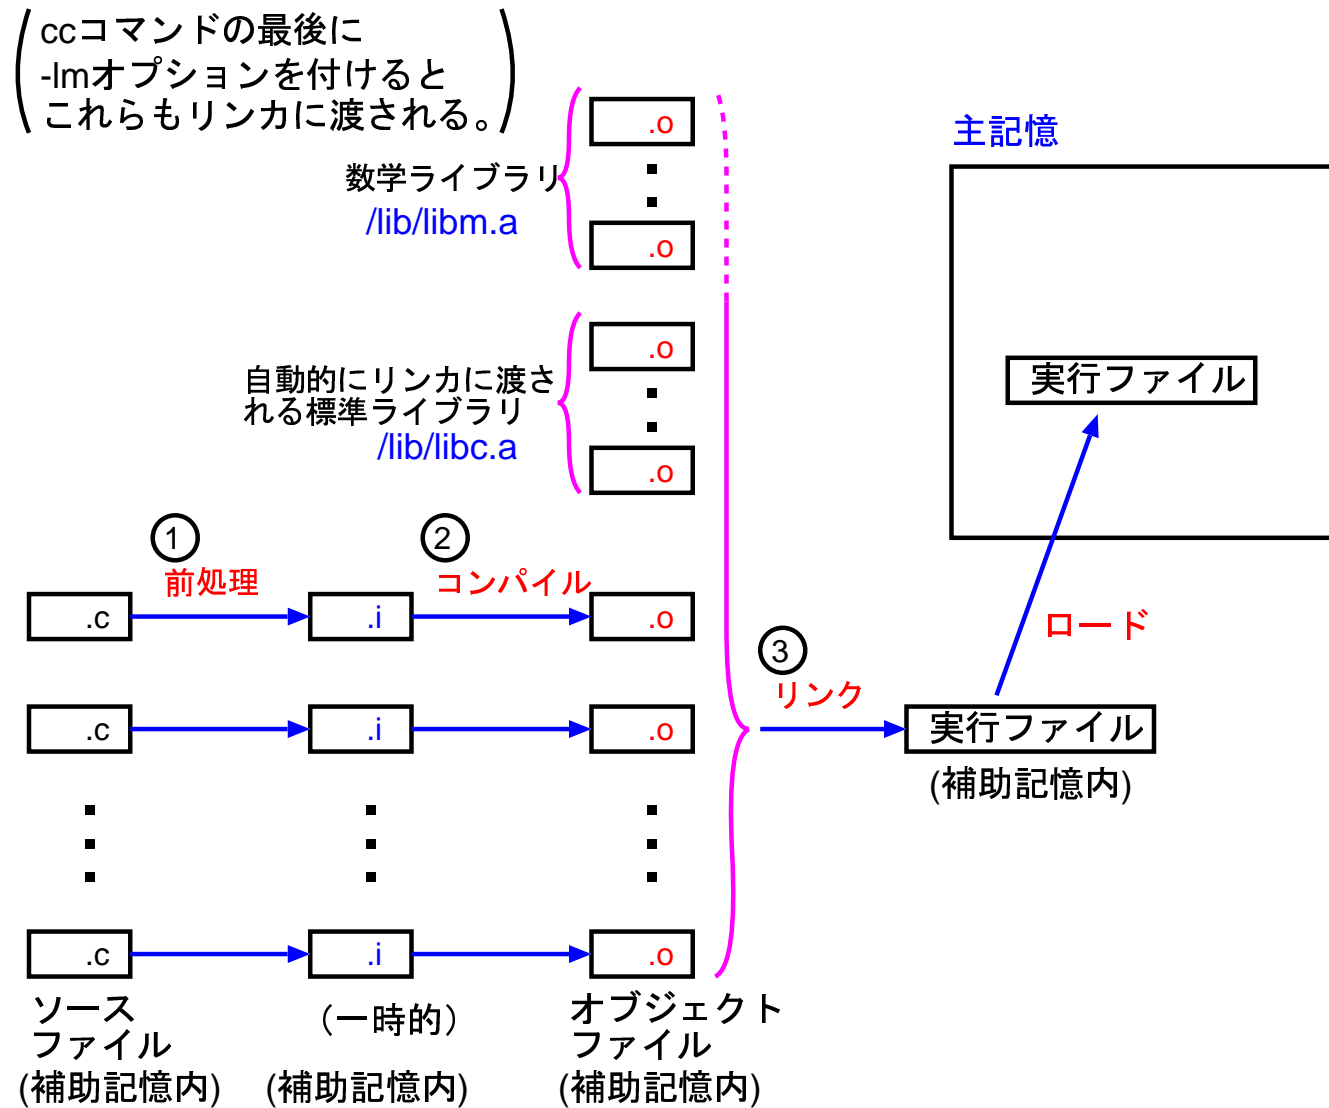 ccコマンドの最後に
-lmオプションを付けると
これらもリンカに渡される。
.o
数学ライブラリ
/lib/libm.a
.o
主記憶
.o
自動的にリンカに渡さ
れる標準ライブラリ
/lib/libc.a
.o
実行ファイル
1
前処理
2
コンパイル
.c
.i
.o
ロード
3
リンク
.c
.i
.o
実行ファイル
(補助記憶内)
.c
.i
.o
ソース
ファイル
(補助記憶内)
（一時的）
(補助記憶内)
オブジェクト
ファイル
(補助記憶内)